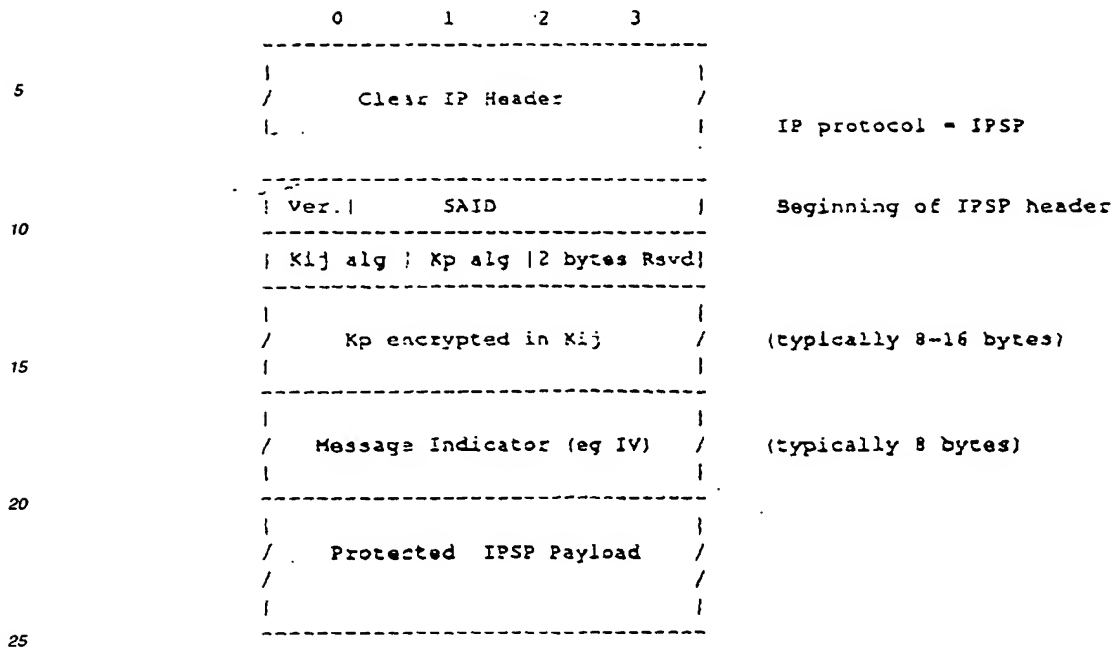 0 1 2 3
5
Clear IP Header
IP protocol = IPSP
Ver.| SAID | Beginning of IPSP header
10
| Kij alg | Kp alg |2 bytes Rsvd|
Kp encrypted in Kij (typically 8-16 bytes)
15
Message Indicator (eg IV) (typically 8 bytes)
20
Protected IPSP Payload
25